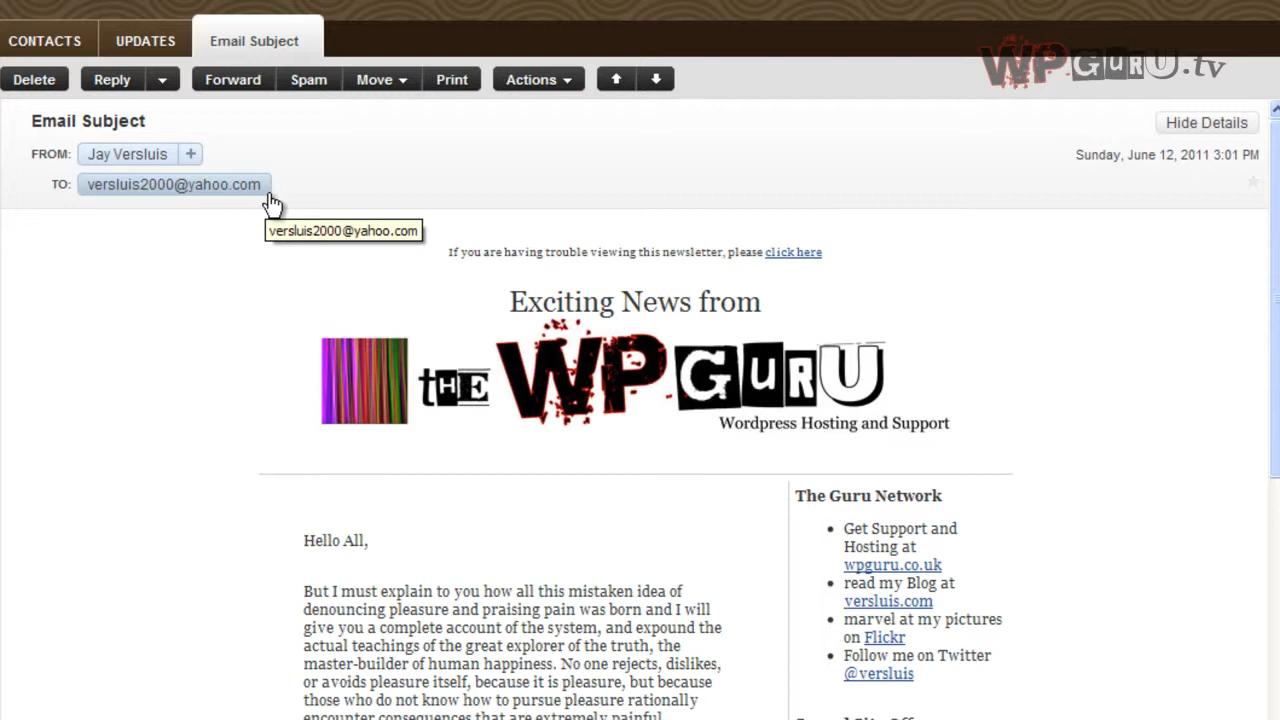 CONTACTS UPDATES Email Subject
WPGURU.tv
Delete Reply Forward Spam Move Print Actions
Email Subject
Hide Details
FROM: Jay Versluis +
Sunday, June 12, 2011 3:01 PM
TO: versluis2000@yahoo.com
versluis2000@yahoo.com
If you are having trouble viewing this newsletter, please click here
Exciting News from
tHE WP GuRU
Wordpress Hosting and Support
Hello All,
But I must explain to you how all this mistaken idea of
denouncing pleasure and praising pain was born and I will
give you a complete account of the system, and expound the
actual teachings of the great explorer of the truth, the
master-builder of human happiness. No one rejects, dislikes,
or avoids pleasure itself, because it is pleasure, but because
those who do not know how to pursue pleasure rationally
encounter consequences that are extremely painful.
The Guru Network
• Get Support and
Hosting at
wpguru.co.uk
• read my Blog at
versluis.com
• marvel at my pictures
on Flickr
• Follow me on Twitter
@versluis